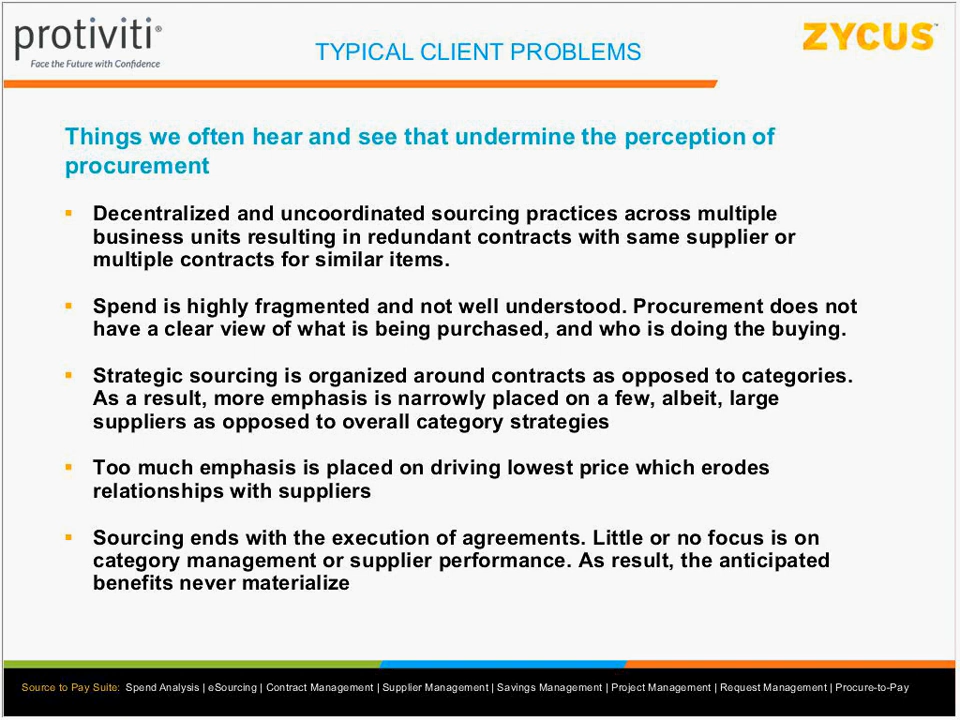 protiviti®
Face the Future with Confidence
TYPICAL CLIENT PROBLEMS
ZYCUS™
Things we often hear and see that undermine the perception of
procurement
▪ Decentralized and uncoordinated sourcing practices across multiple
business units resulting in redundant contracts with same supplier or
multiple contracts for similar items.
▪ Spend is highly fragmented and not well understood. Procurement does not
have a clear view of what is being purchased, and who is doing the buying.
▪ Strategic sourcing is organized around contracts as opposed to categories.
As a result, more emphasis is narrowly placed on a few, albeit, large
suppliers as opposed to overall category strategies
▪ Too much emphasis is placed on driving lowest price which erodes
relationships with suppliers
▪ Sourcing ends with the execution of agreements. Little or no focus is on
category management or supplier performance. As result, the anticipated
benefits never materialize
Source to Pay Suite: Spend Analysis | eSourcing | Contract Management | Supplier Management | Savings Management | Project Management | Request Management | Procure-to-Pay